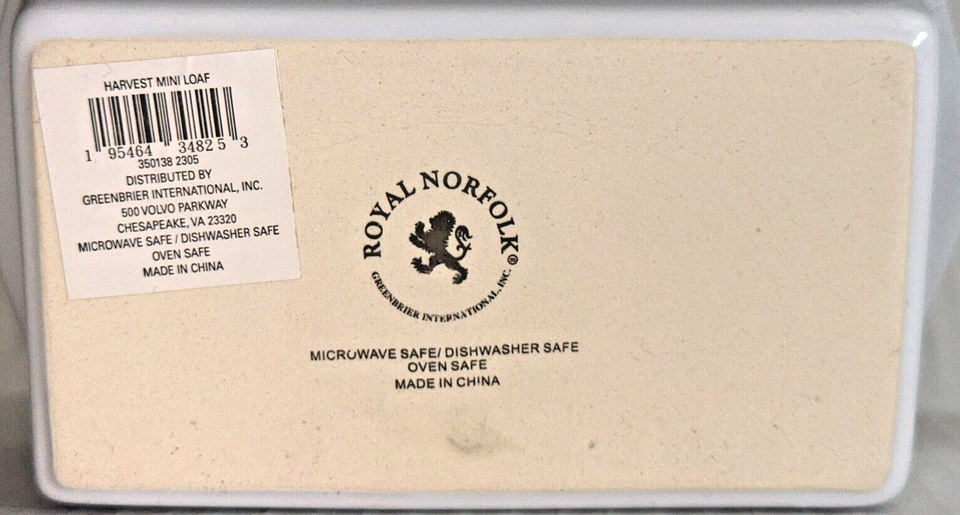 HARVEST MINI LOAF
1 95464 34825 3
350138 2305
DISTRIBUTED BY
GREENBRIER INTERNATIONAL, INC.
500 VOLVO PARKWAY
CHESAPEAKE, VA 23320
MICROWAVE SAFE / DISHWASHER SAFE
OVEN SAFE
MADE IN CHINA
ROYAL NORFOLK®
GREENBRIER INTERNATIONAL, INC.
MICROWAVE SAFE/ DISHWASHER SAFE
OVEN SAFE
MADE IN CHINA